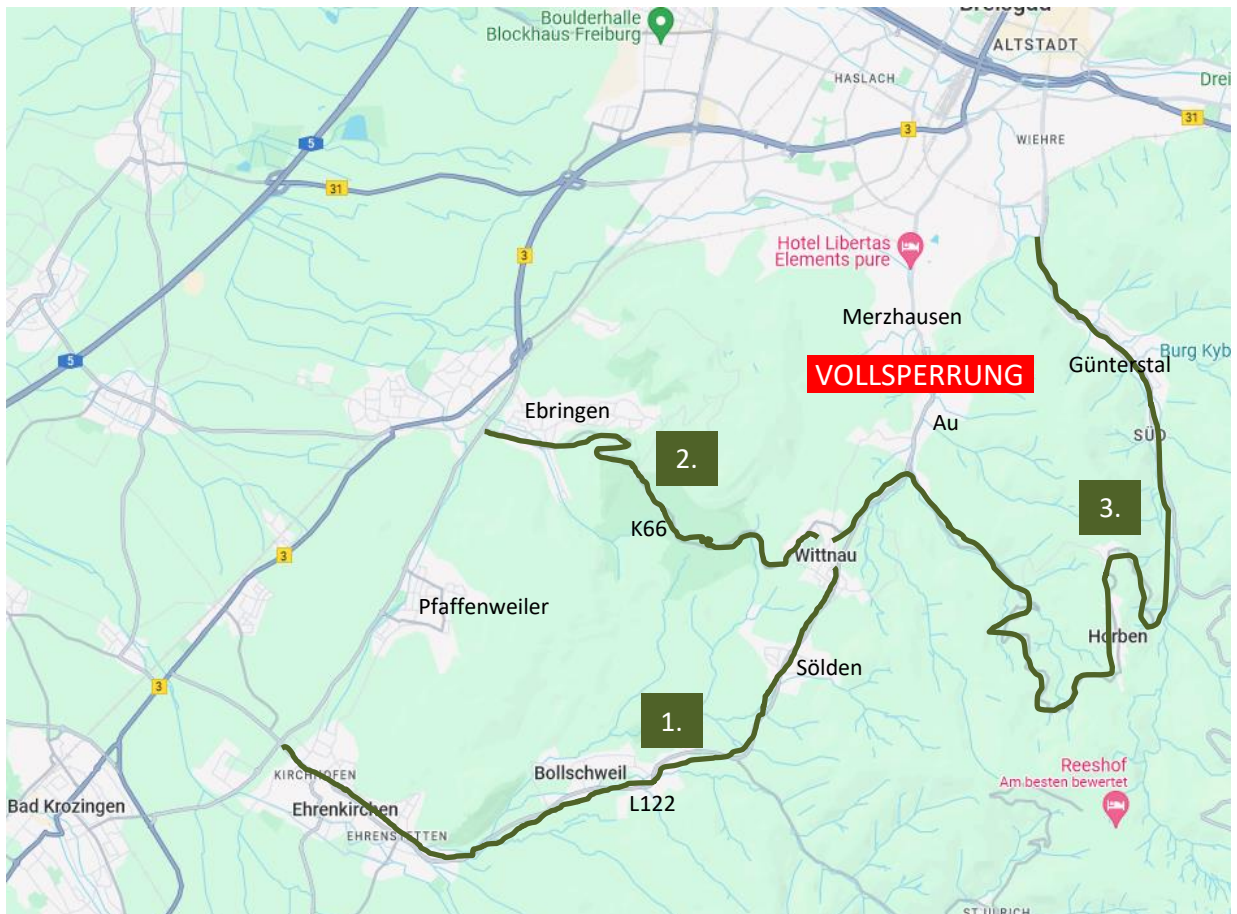 Breisgau
Boulderhalle
Blockhaus Freiburg
ALTSTADT
HASLACH
Drei
31
3
5
WIEHRE
31
Hotel Libertas
Elements pure
3
Merzhausen
5
Burg Kyb
Günterstal
VOLLSPERRUNG
Ebringen
Au
SÜD
2.
3.
K66
Wittnau
3
Pfaffenweiler
Horben
Sölden
3
1.
KIRCHHOFEN
Bollschweil
Reeshof
Am besten bewertet
Bad Krozingen
Ehrenkirchen
L122
EHRENSTETTEN
ST. ULRICH